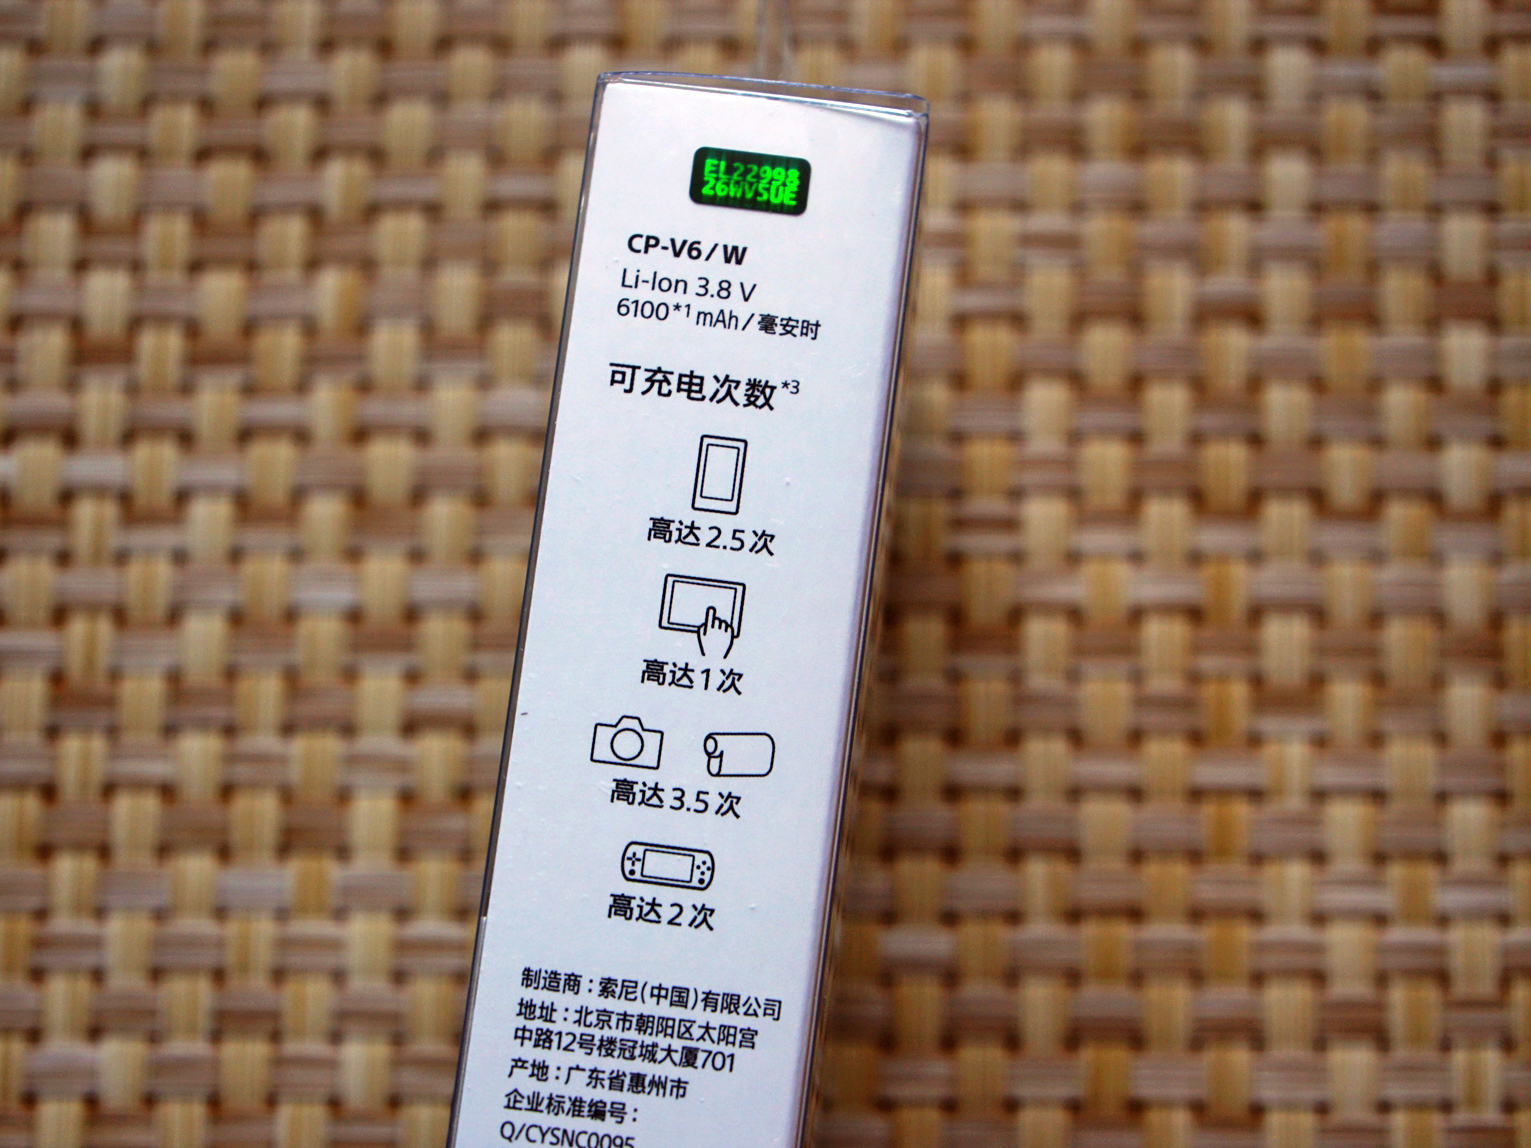 EL22998
Z6WV5UE
CP-V6/W
Li-Ion 3.8 V
6100*1 mAh/毫安时
可充电次数*3
高达2.5次
高达1次
高达3.5次
高达2次
制造商：索尼(中国)有限公司
地址：北京市朝阳区太阳宫
中路12号楼冠城大厦701
产地：广东省惠州市
企业标准编号：
Q/CYSNC0095